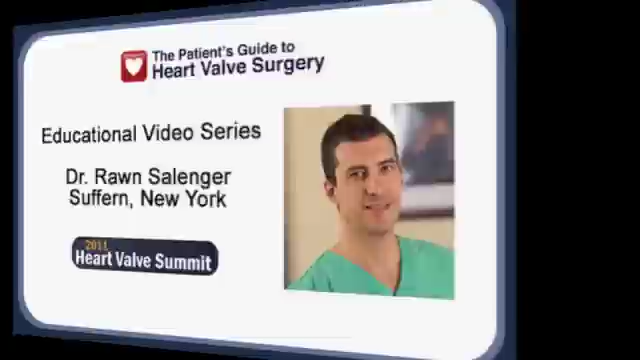 The Patient's Guide to
Heart Valve Surgery
Educational Video Series
Dr. Rawn Salenger
Suffern, New York
2011
Heart Valve Summit